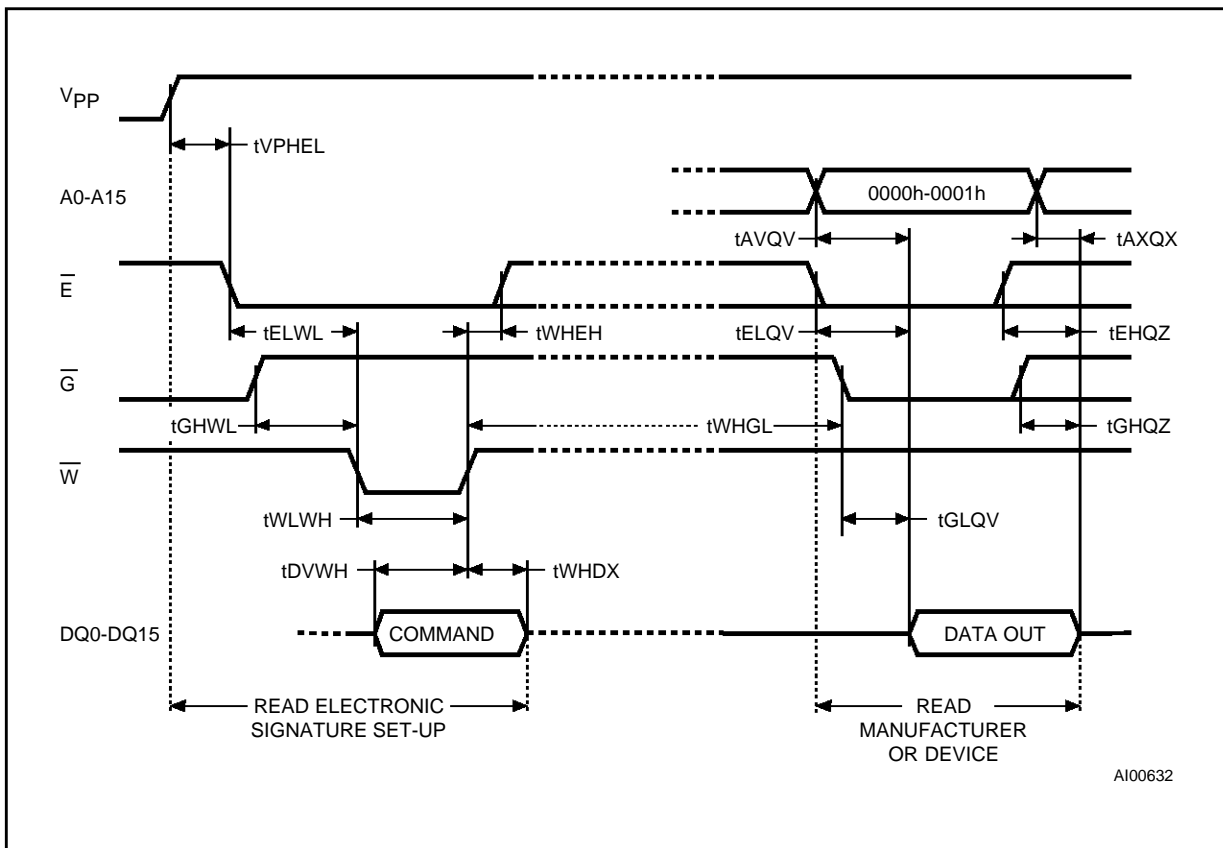 VPP
tVPHEL
A0-A15
0000h-0001h
tAVQV
tAXQX
E
tELWL
tWHEH
tELQV
tEHQZ
G
tGHWL
tWHGL
tGHQZ
W
tWLWH
tGLQV
tDVWH
tWHDX
DQ0-DQ15
COMMAND
DATA OUT
READ ELECTRONIC
SIGNATURE SET-UP
READ
MANUFACTURER
OR DEVICE
AI00632